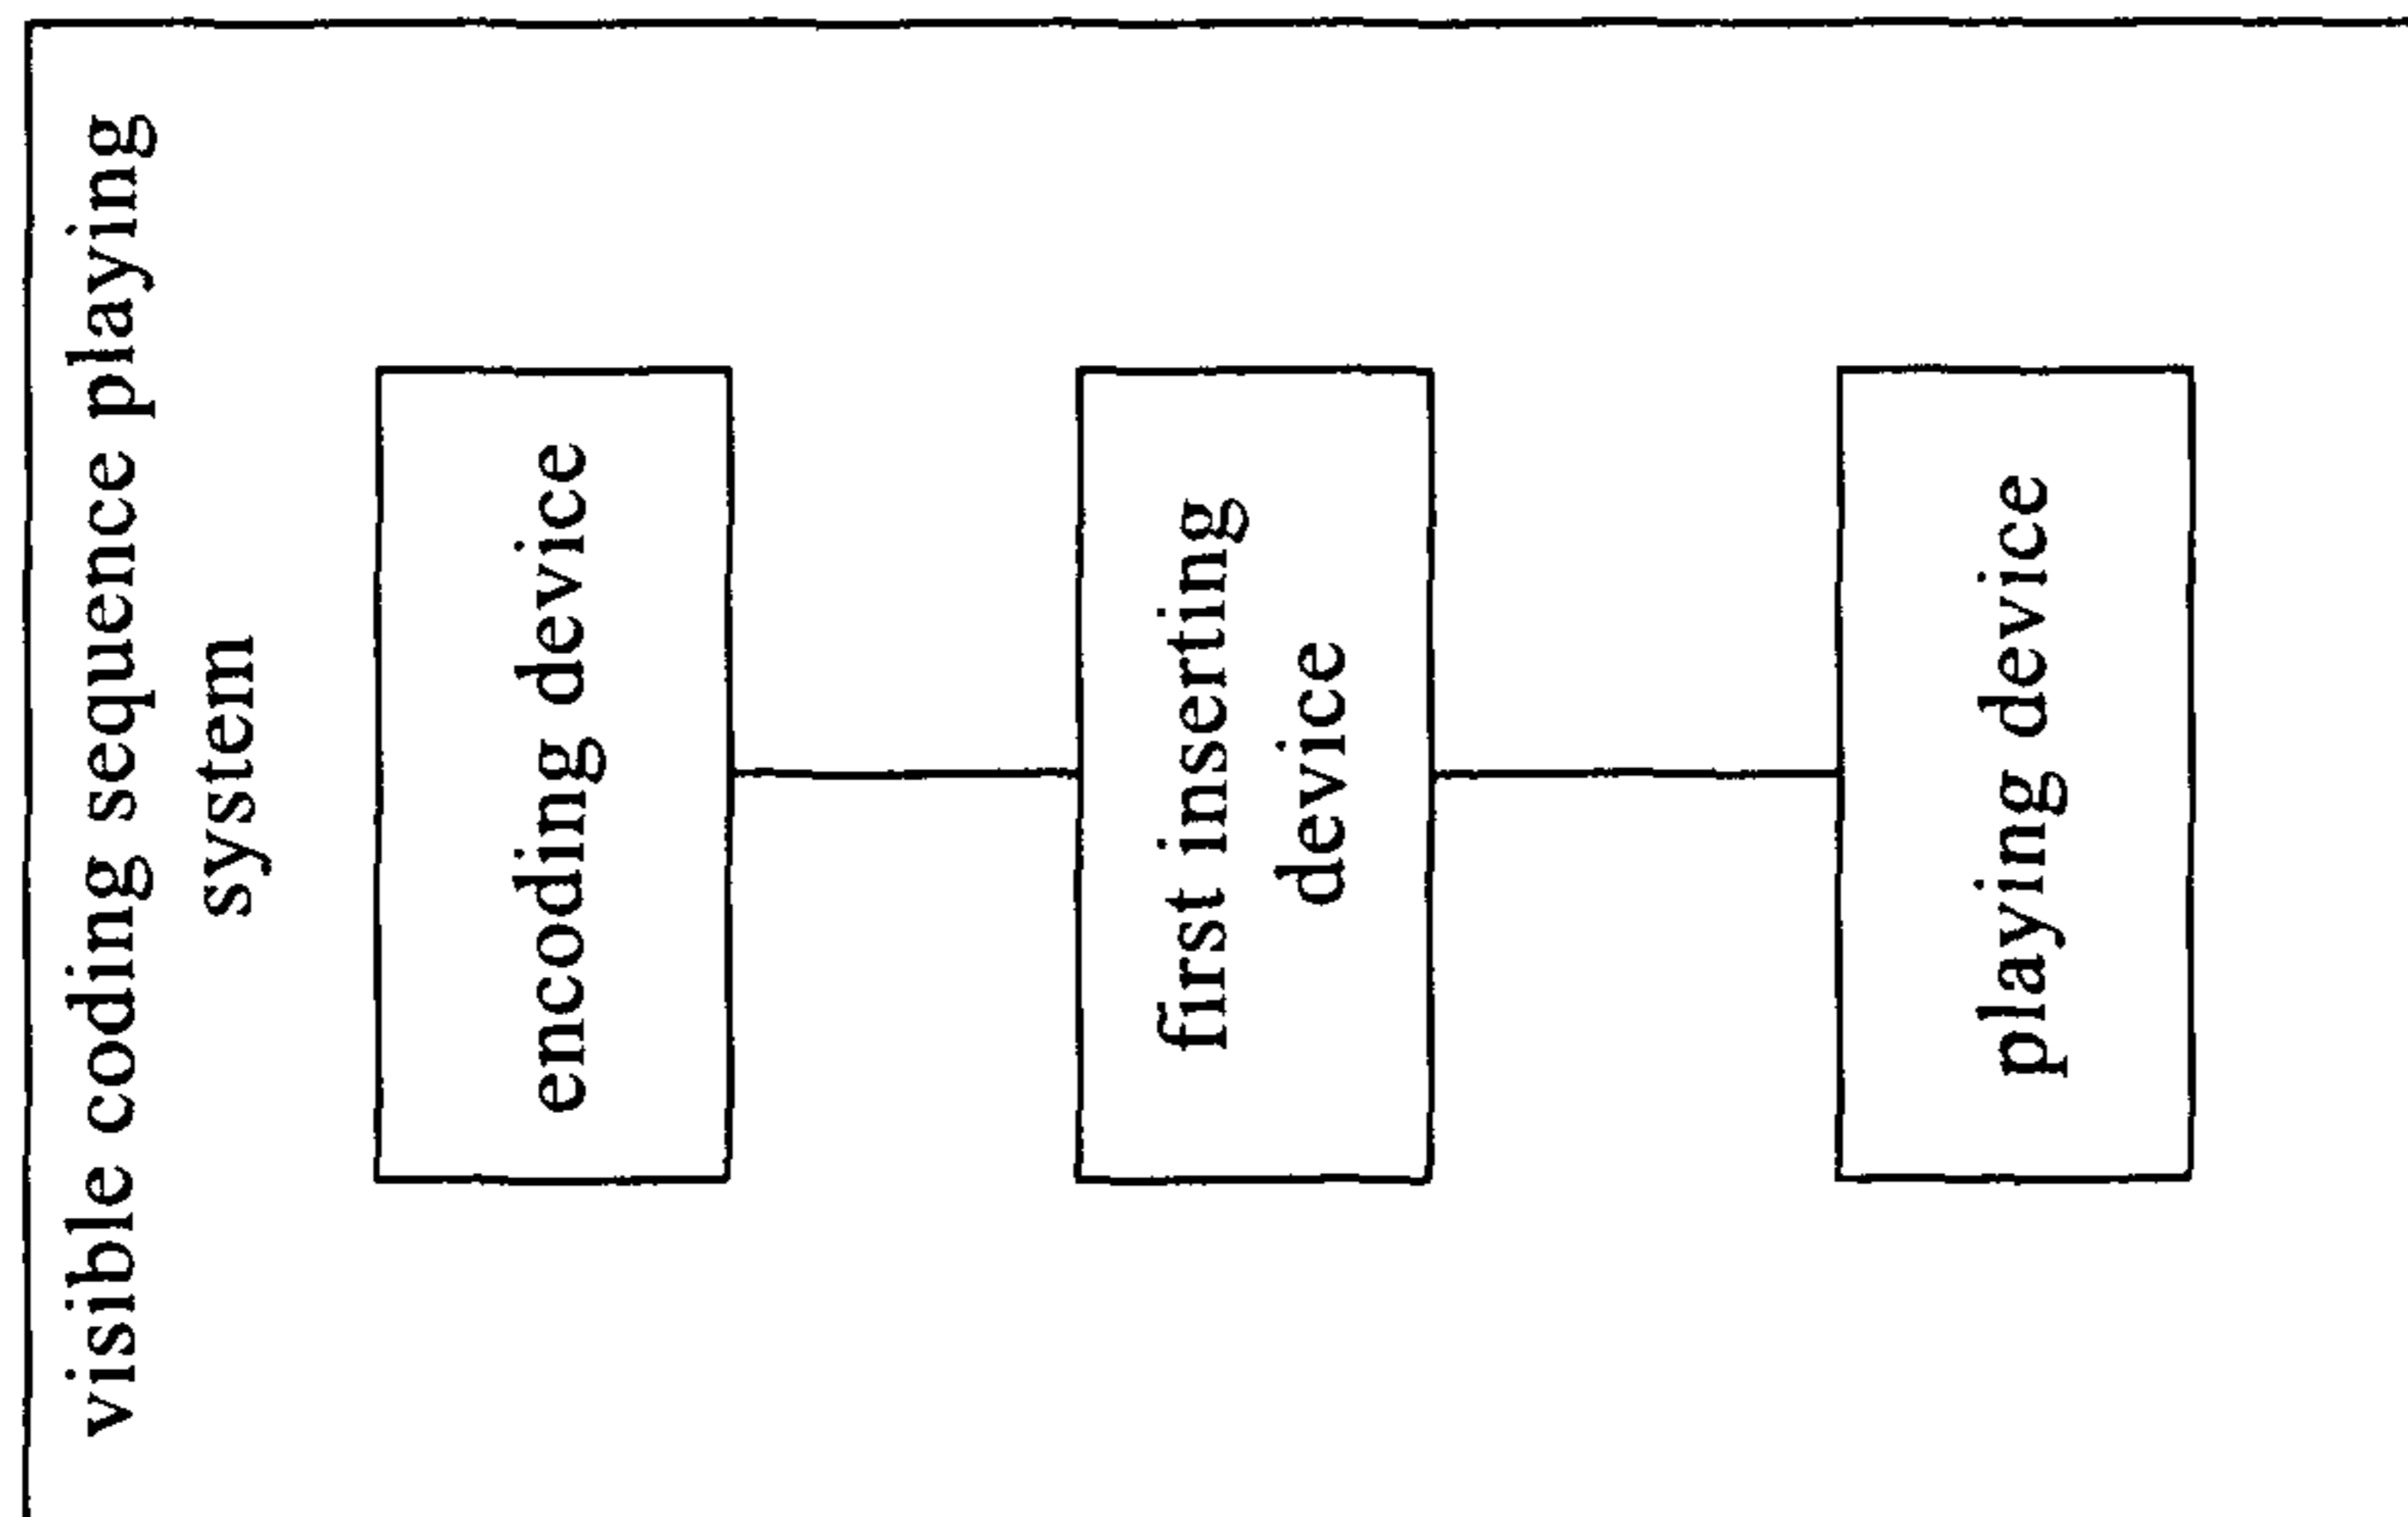 visible coding sequence playing
system
encoding device
first inserting
device
playing device